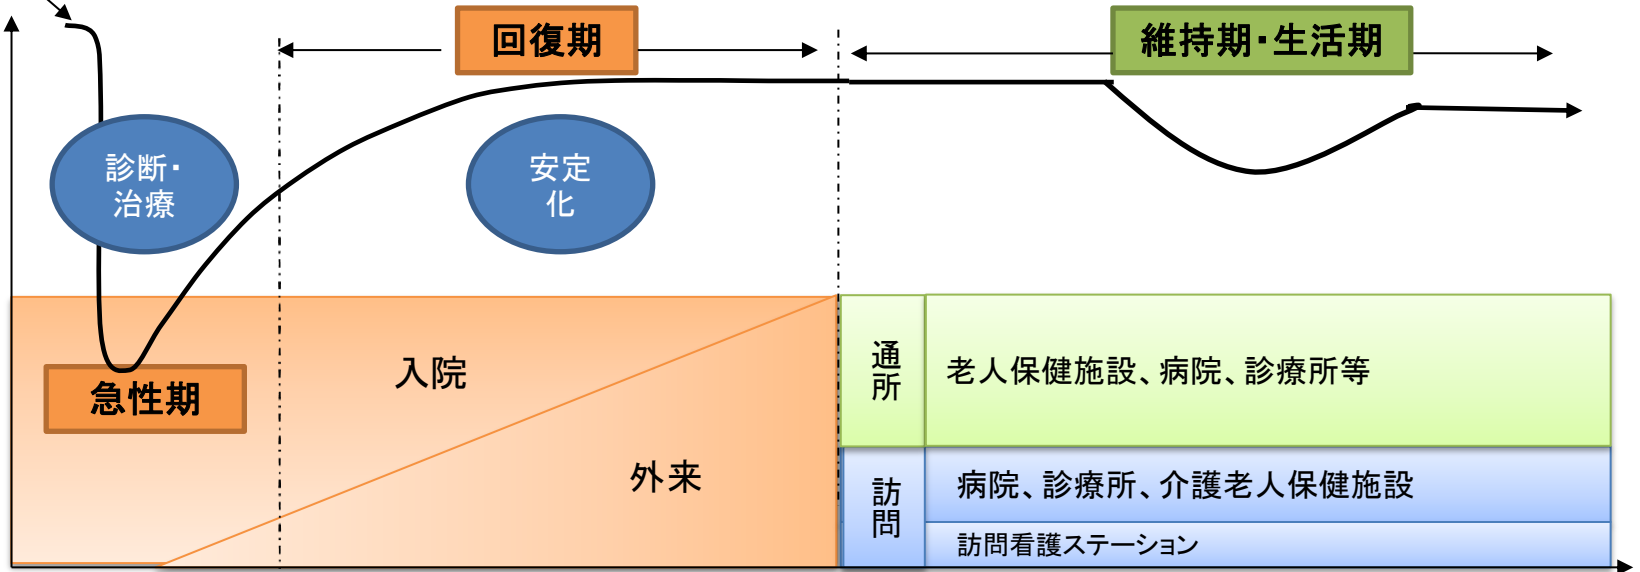 回復期
維持期・生活期
診断・
治療
安定
化
急性期
入院
外来
通所
老人保健施設、病院、診療所等
訪問
病院、診療所、介護老人保健施設
訪問看護ステーション